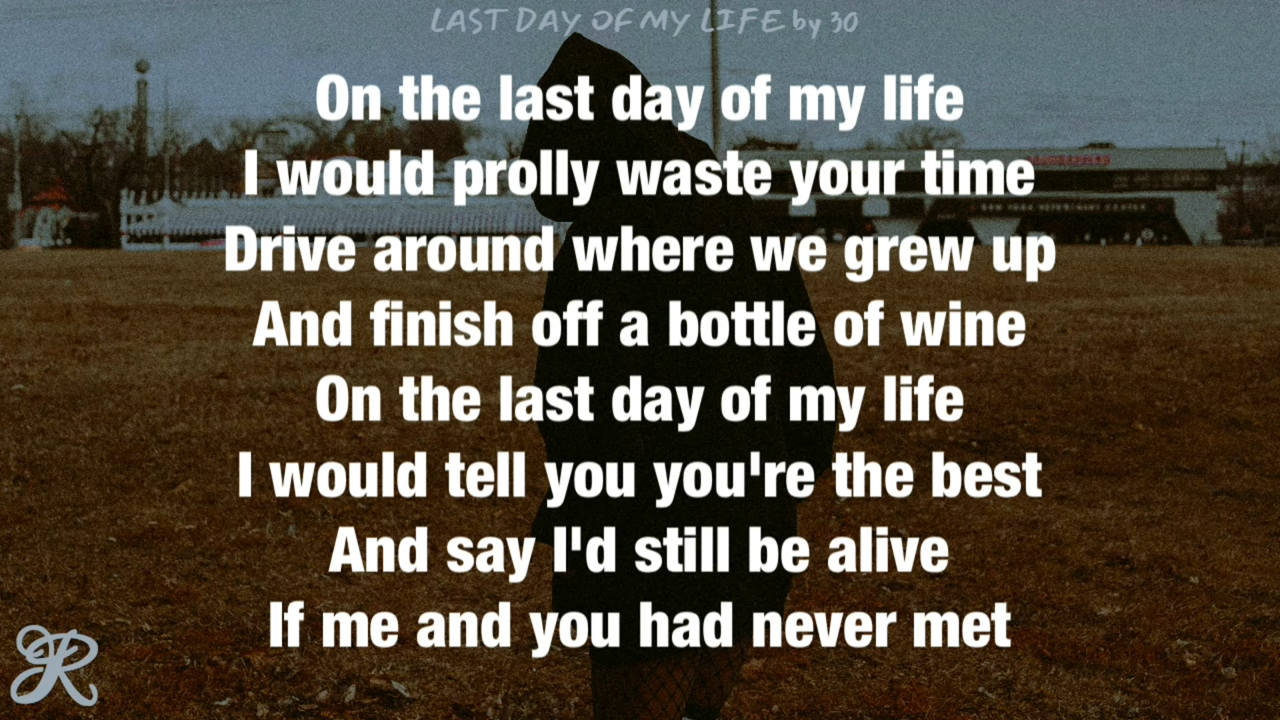 LAST DAY OF MY LIFE by 30
On the last day of my life
I would prolly waste your time
Drive around where we grew up
And finish off a bottle of wine
On the last day of my life
I would tell you you're the best
And say I'd still be alive
If me and you had never met
R